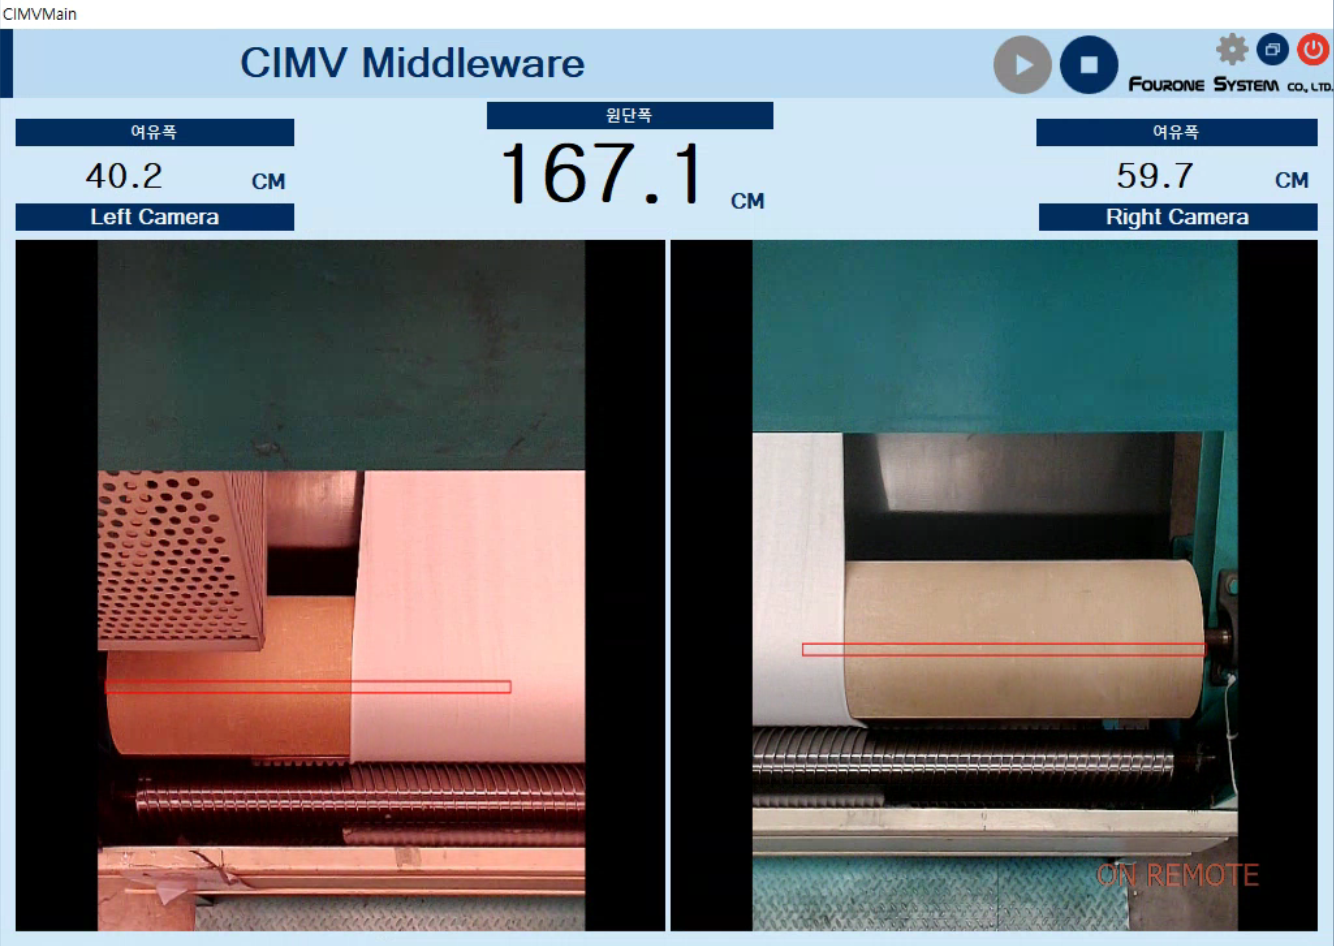 CIMVMain
CIMV Middleware
FOURONE SYSTEM CO., LTD.
여유폭
원단폭
여유폭
40.2 CM
167.1 CM
59.7 CM
Left Camera
Right Camera
ON REMOTE